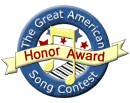 The Great American
Honor Award
Song Contest